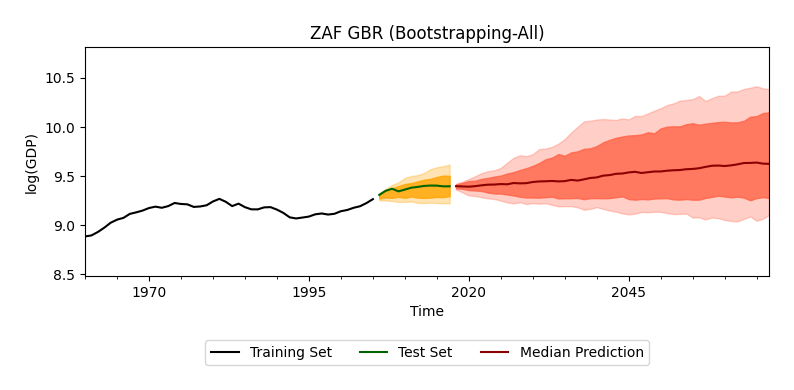 ZAF GBR (Bootstrapping-All)
10.5
10.0
9.5
9.0
8.5
log(GDP)
1970 1995 2020 2045
Time
Training Set Test Set Median Prediction